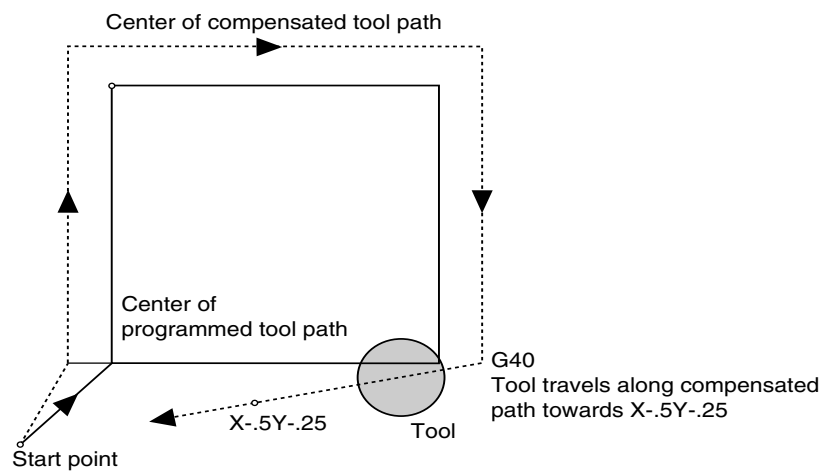 Center of compensated tool path
Center of
programmed tool path
G40
Tool travels along compensated
path towards X-.5Y-.25
X-.5Y-.25
Tool
Start point